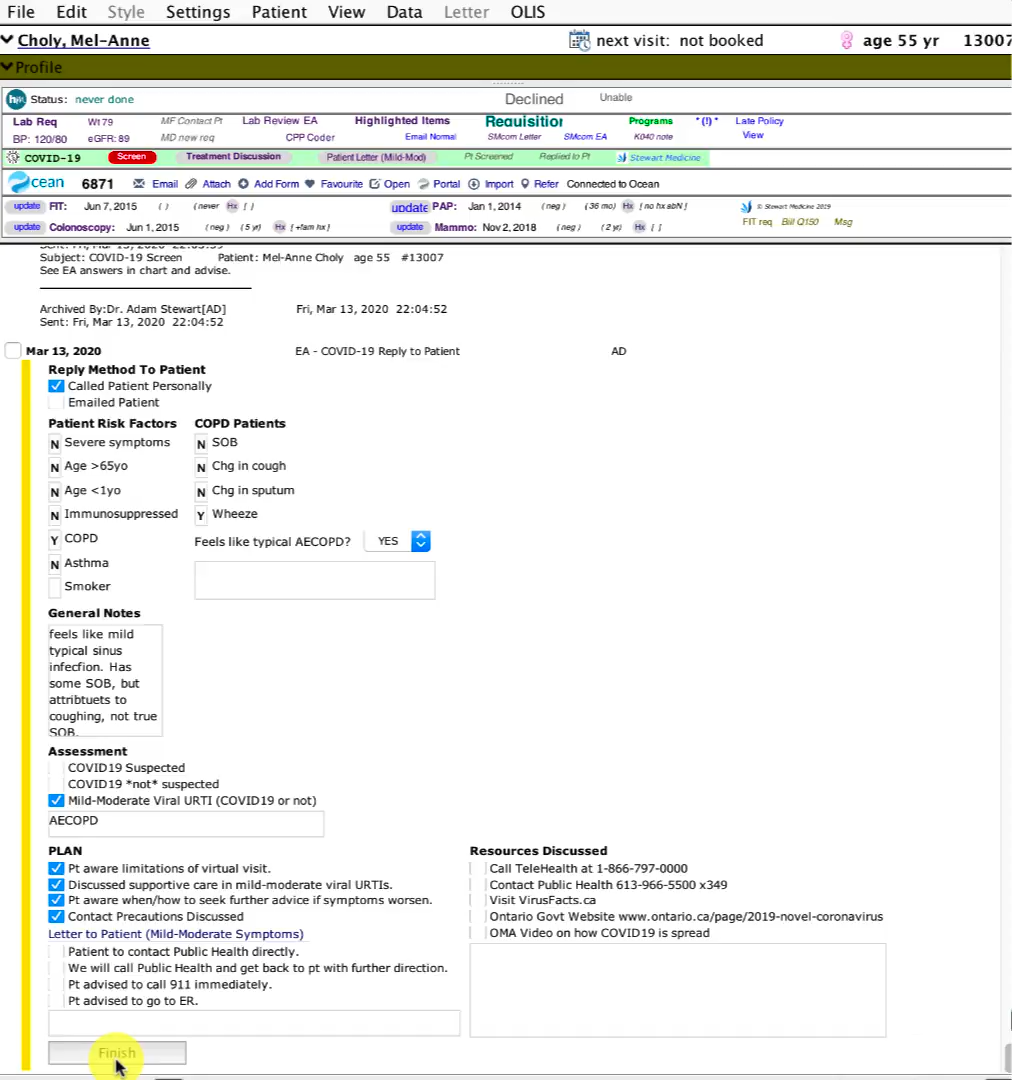 File Edit Style Settings Patient View Data Letter OLIS
Choly, Mel-Anne next visit: not booked age 55 yr 13007
Profile
Status: never done Declined Unable
Lab Req Wt 79 MF Contact Pt Lab Review EA Highlighted Items Requisition Programs *(!)* Late Policy
BP: 120/80 eGFR: 89 MD new req CPP Coder Email Normal SMcom Letter SMcom EA K040 note View
COVID-19 Screen Treatment Discussion Patient Letter (Mild-Mod) Pt Screened Replied to Pt Stewart Medicine
ocean 6871 Email Attach Add Form Favourite Open Portal Import Refer Connected to Ocean
update FIT: Jun 7, 2015 ( ) (never Hx [ ] update PAP: Jan 1, 2014 (neg) (36 mo) Hx [ no hx abN ] © Stewart Medicine 2019
update Colonoscopy: Jun 1, 2015 (neg) (5 yr) Hx [ +fam hx ] update Mammo: Nov 2, 2018 (neg) (2 yr) Hx [ ] FIT req Bill Q150 Msg
Sent: Fri, Mar 13, 2020 22:03:59
Subject: COVID-19 Screen Patient: Mel-Anne Choly age 55 #13007
See EA answers in chart and advise.
Archived By:Dr. Adam Stewart[AD] Fri, Mar 13, 2020 22:04:52
Sent: Fri, Mar 13, 2020 22:04:52
Mar 13, 2020 EA - COVID-19 Reply to Patient AD
Reply Method To Patient
Called Patient Personally
Emailed Patient
Patient Risk Factors COPD Patients
N Severe symptoms N SOB
N Age >65yo N Chg in cough
N Age <1yo N Chg in sputum
N Immunosuppressed Y Wheeze
Y COPD Feels like typical AECOPD? YES
N Asthma
Smoker
General Notes
feels like mild
typical sinus
infecfion. Has
some SOB, but
attribtuets to
coughing, not true
SOB.
Assessment
COVID19 Suspected
COVID19 *not* suspected
Mild-Moderate Viral URTI (COVID19 or not)
AECOPD
PLAN Resources Discussed
Pt aware limitations of virtual visit. Call TeleHealth at 1-866-797-0000
Discussed supportive care in mild-moderate viral URTIs. Contact Public Health 613-966-5500 x349
Pt aware when/how to seek further advice if symptoms worsen. Visit VirusFacts.ca
Contact Precautions Discussed Ontario Govt Website www.ontario.ca/page/2019-novel-coronavirus
Letter to Patient (Mild-Moderate Symptoms) OMA Video on how COVID19 is spread
Patient to contact Public Health directly.
We will call Public Health and get back to pt with further direction.
Pt advised to call 911 immediately.
Pt advised to go to ER.
Finish